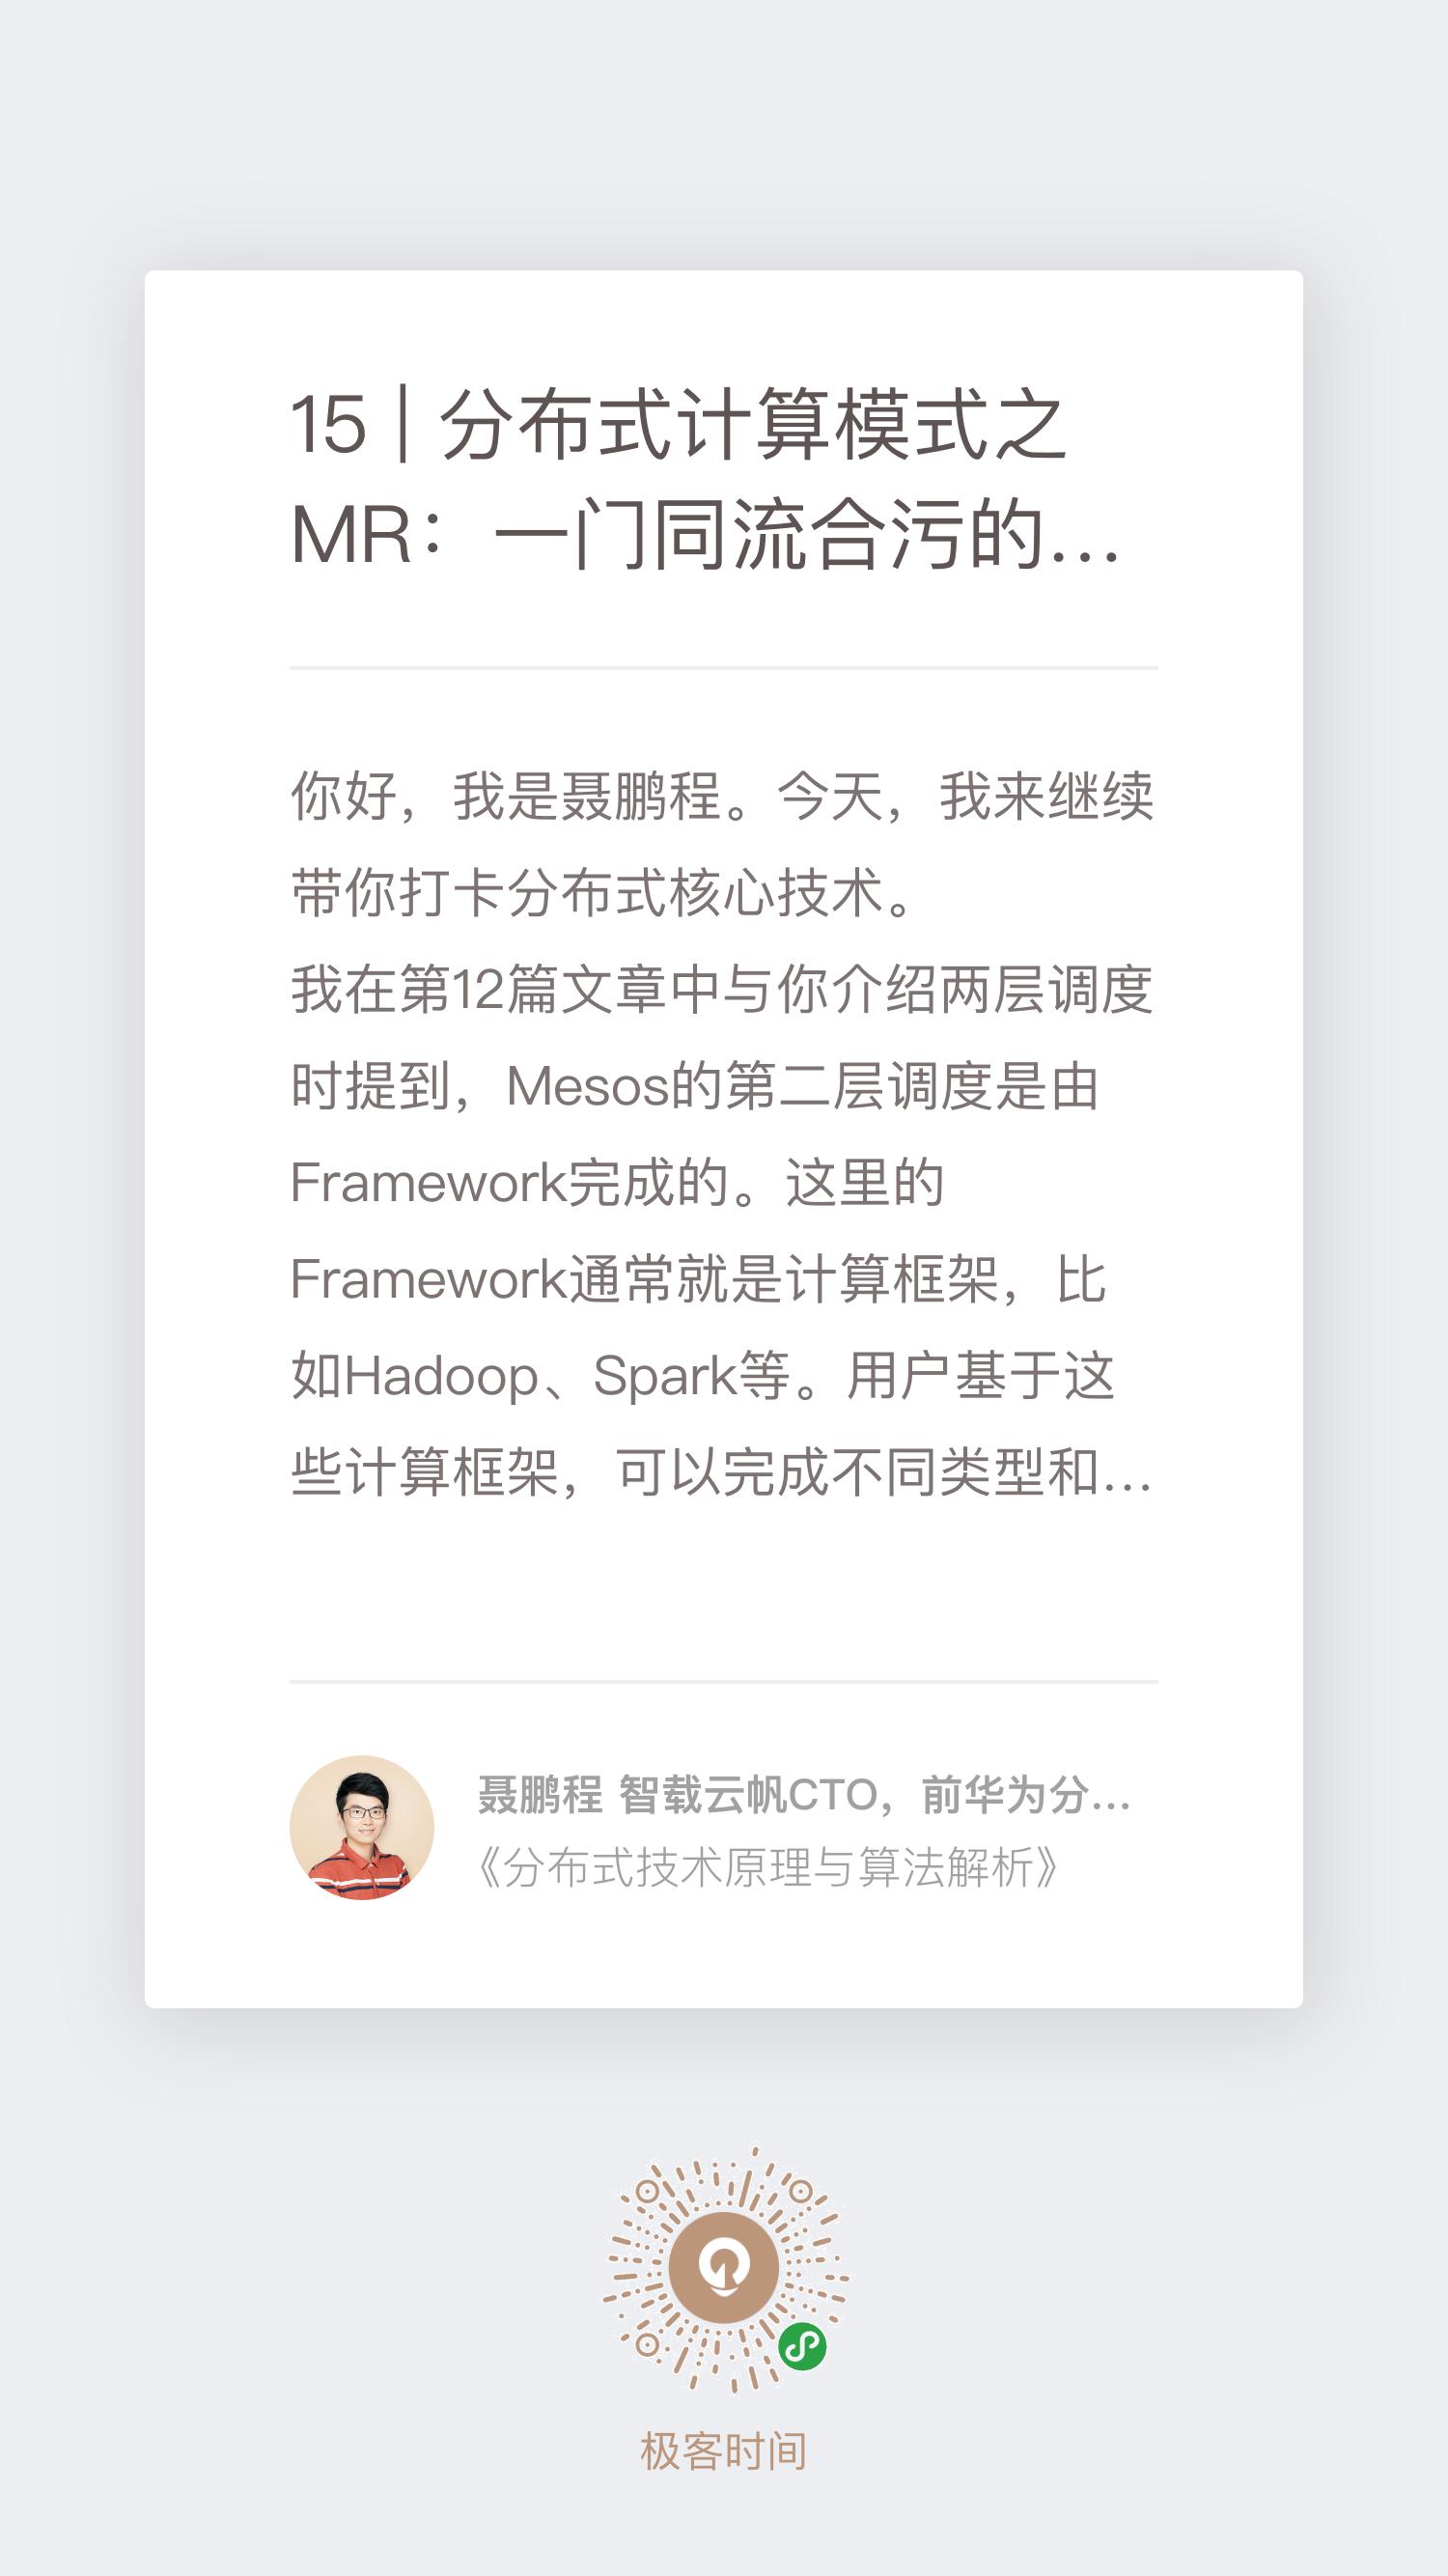 15 | 分布式计算模式之
MR：一门同流合污的…
你好，我是聂鹏程。今天，我来继续
带你打卡分布式核心技术。
我在第12篇文章中与你介绍两层调度
时提到，Mesos的第二层调度是由
Framework完成的。这里的
Framework通常就是计算框架，比
如Hadoop、Spark等。用户基于这
些计算框架，可以完成不同类型和…
聂鹏程 智载云帆CTO，前华为分…
《分布式技术原理与算法解析》
极客时间